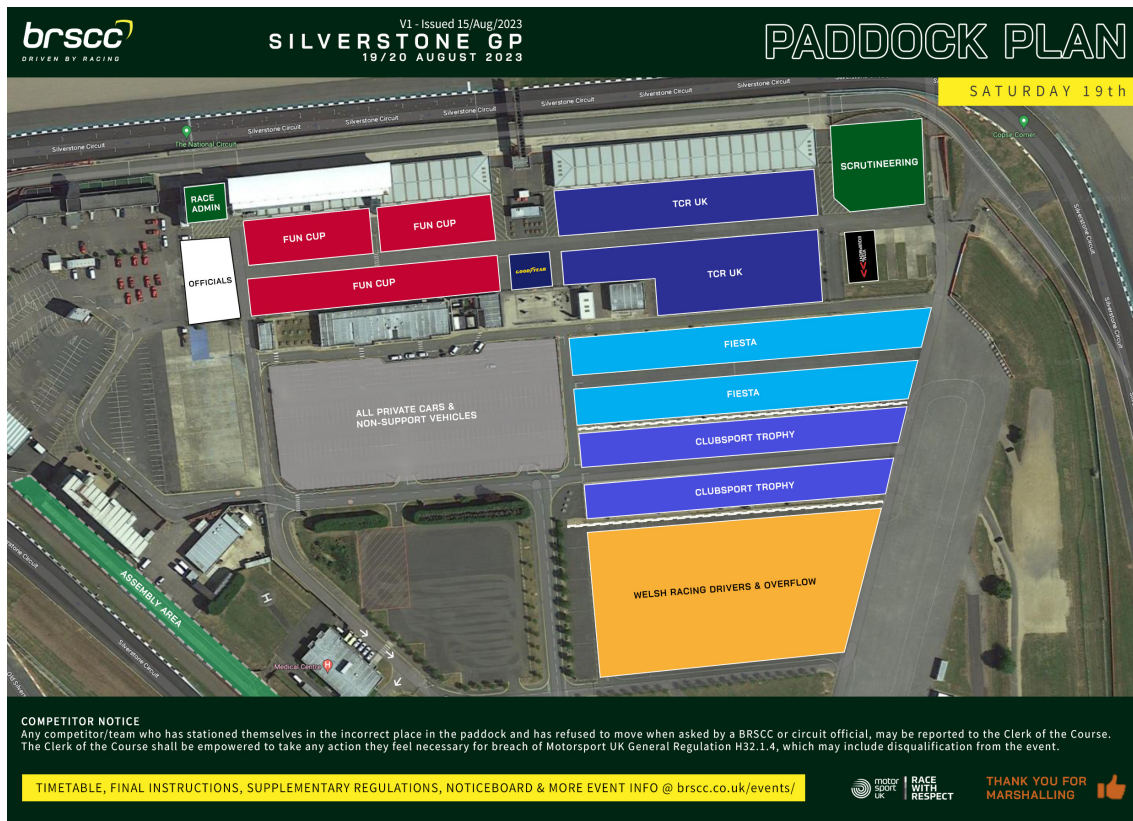 brscc
DRIVEN BY RACING
V1 - Issued 15/Aug/2023
SILVERSTONE GP
19/20 AUGUST 2023
PADDOCK PLAN
SATURDAY 19th
Silverstone Circuit
Silverstone Circuit
Silverstone Circuit
Silverstone Circuit
Silverstone Circuit
Silverstone Circuit
Silverstone Circuit
The National Circuit
Copse Corner
SCRUTINEERING
RACE
ADMIN
TCR UK
FUN CUP
FUN CUP
Silverstone Circuit
OFFICIALS
FUN CUP
GOODYEAR
TCR UK
Silverstone Circuit
FIESTA
FIESTA
ALL PRIVATE CARS &
NON-SUPPORT VEHICLES
CLUBSPORT TROPHY
CLUBSPORT TROPHY
WELSH RACING DRIVERS & OVERFLOW
ASSEMBLY AREA
H
Silverstone Circuit
Medical Centre
H
COMPETITOR NOTICE
Any competitor/team who has stationed themselves in the incorrect place in the paddock and has refused to move when asked by a BRSCC or circuit official, may be reported to the Clerk of the Course.
The Clerk of the Course shall be empowered to take any action they feel necessary for breach of Motorsport UK General Regulation H32.1.4, which may include disqualification from the event.
TIMETABLE, FINAL INSTRUCTIONS, SUPPLEMENTARY REGULATIONS, NOTICEBOARD & MORE EVENT INFO @ brscc.co.uk/events/
motor
sport
UK
RACE
WITH
RESPECT
THANK YOU FOR
MARSHALLING